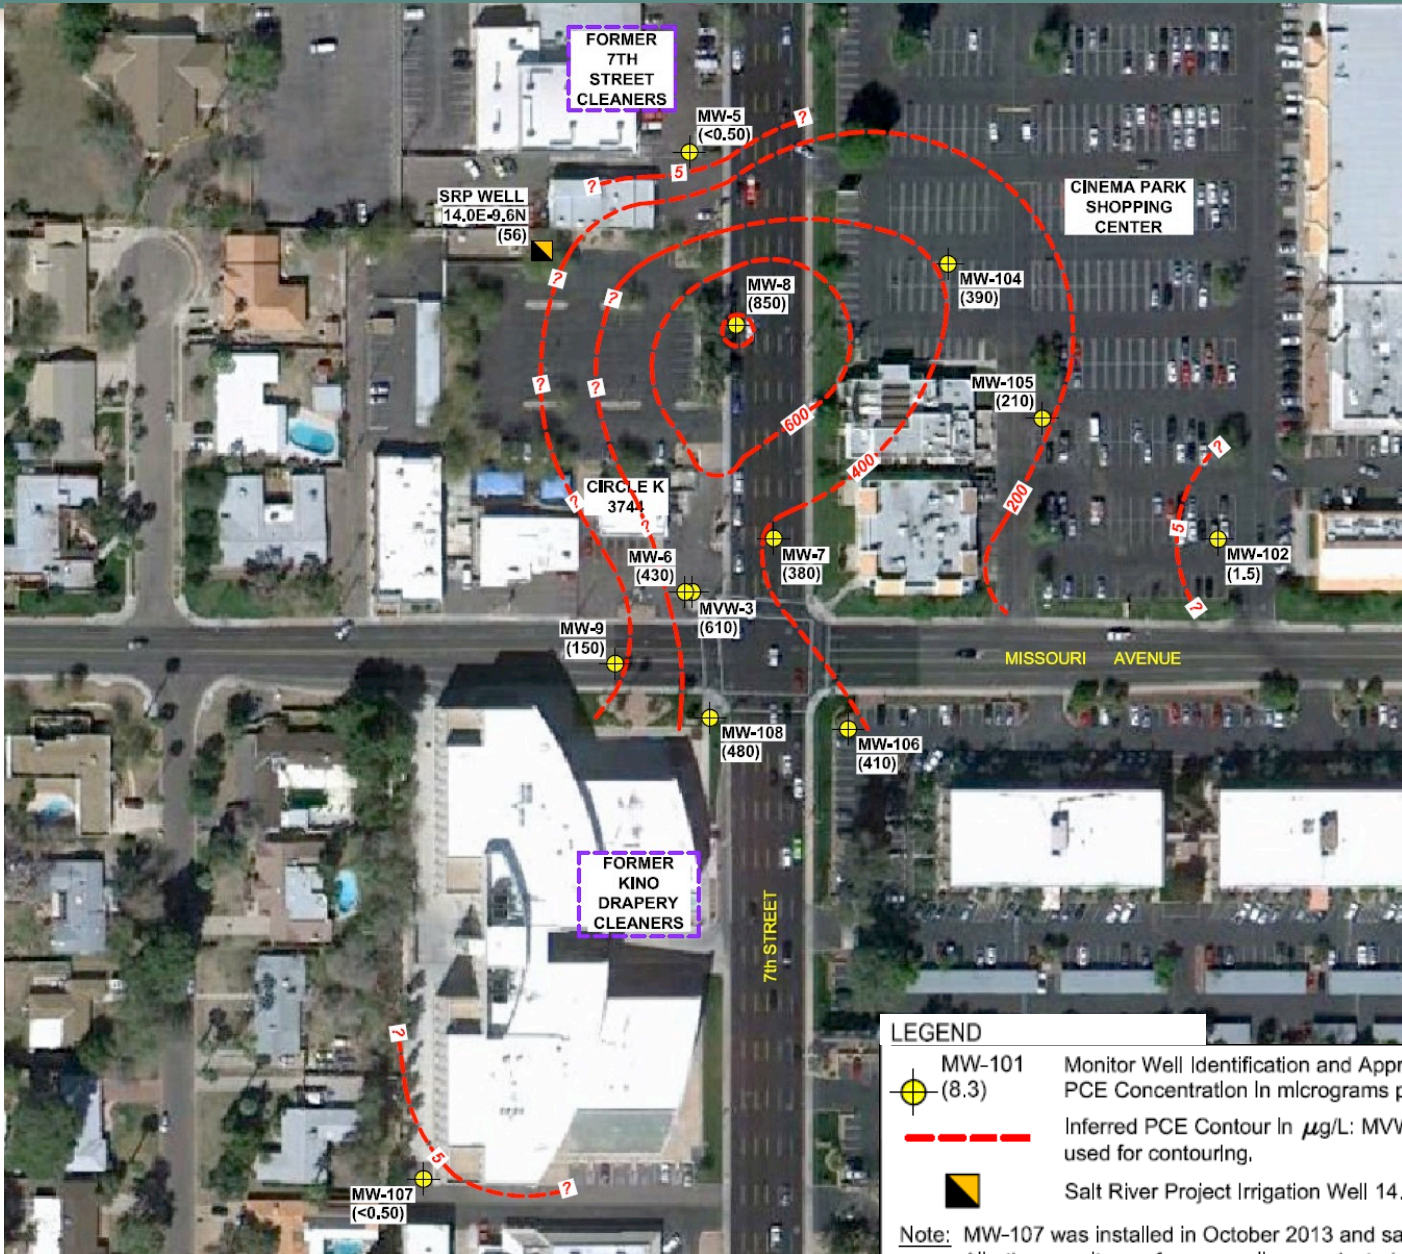 FORMER
7TH
STREET
CLEANERS
MW-5
(<0.50)
?
5
?
SRP WELL
14.0E-9.6N
(56)
CINEMA PARK
SHOPPING
CENTER
?
?
MW-8
(850)
MW-104
(390)
?
?
MW-105
(210)
600
400
200
?
5
?
CIRCLE K
3744
?
?
MW-6
(430)
MW-7
(380)
MW-102
(1.5)
MVW-3
(610)
MW-9
(150)
MISSOURI AVENUE
MW-108
(480)
MW-106
(410)
FORMER
KINO
DRAPERY
CLEANERS
7th STREET
?
5
?
MW-107
(<0.50)
LEGEND
MW-101
(8.3)
Monitor Well Identification and Appr
PCE Concentration in micrograms p
Inferred PCE Contour in µg/L: MVW
used for contouring.
Salt River Project Irrigation Well 14.
Note: MW-107 was installed in October 2013 and sa